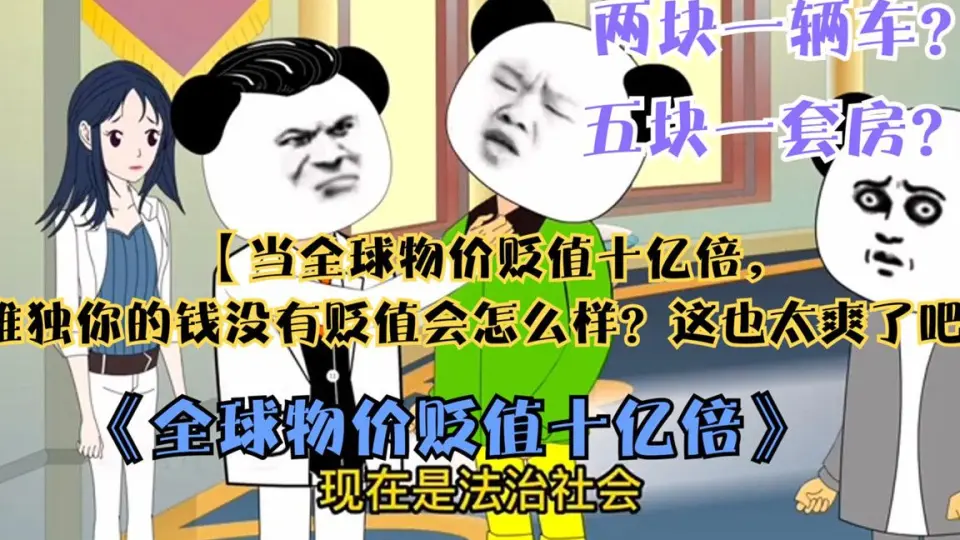 两块一辆车?
五块一套房?
【当全球物价贬值十亿倍,
唯独你的钱没有贬值会怎么样?这也太爽了吧
《全球物价贬值十亿倍》
现在是法治社会